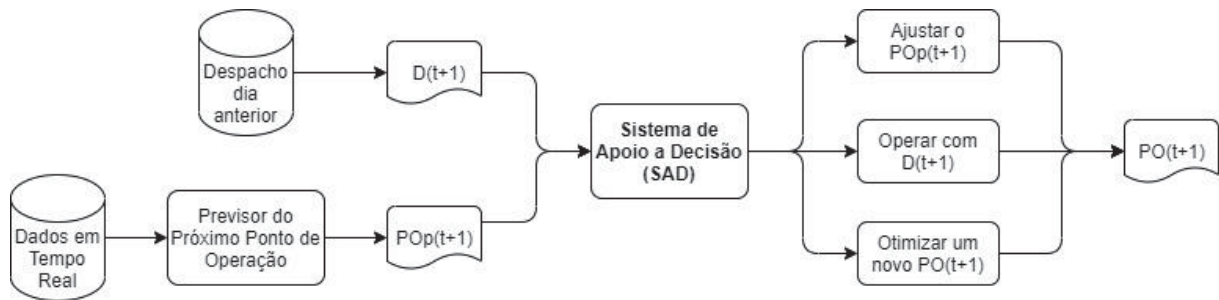 Despacho
dia
anterior
D(t+1)
Dados em
Tempo
Real
Previsor do
Próximo Ponto de
Operação
POp(t+1)
Sistema de
Apoio a Decisão
(SAD)
Ajustar o
POp(t+1)
Operar com
D(t+1)
Otimizar um
novo PO(t+1)
PO(t+1)